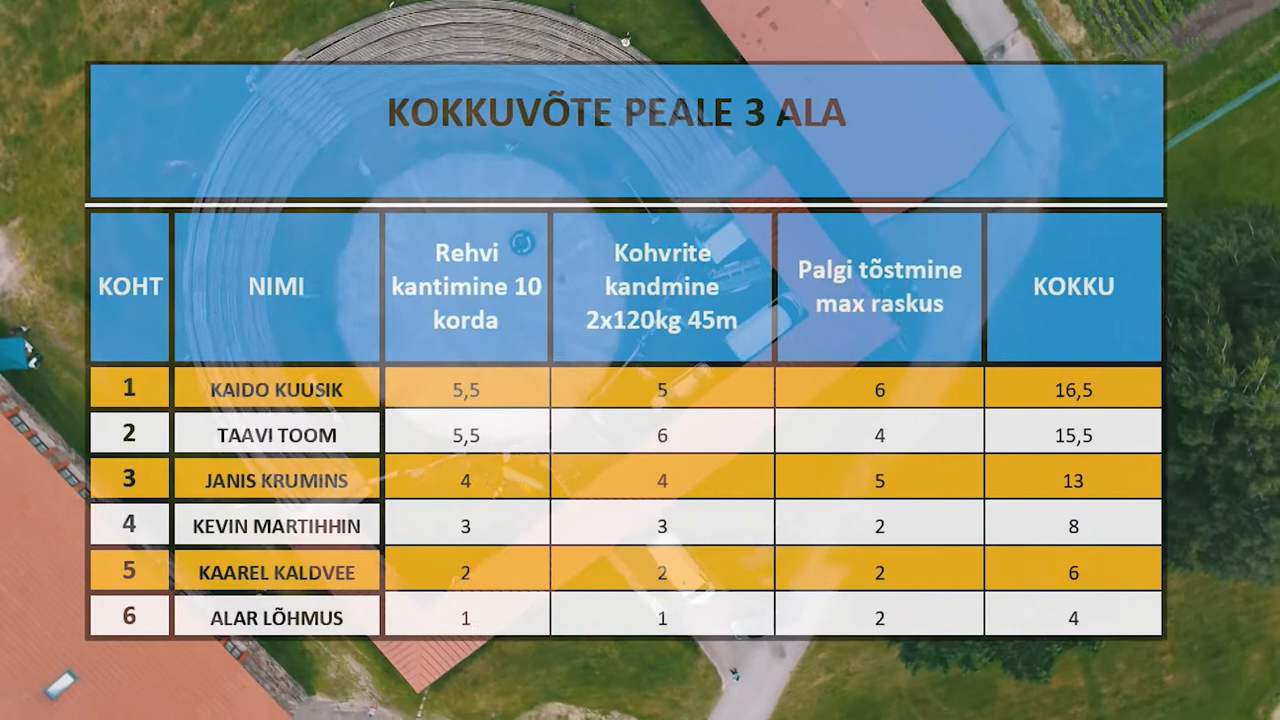 KOKKUVÕTE PEALE 3 ALA
KOHT NIMI Rehvi kantimine 10 korda Kohvrite kandmine 2x120kg 45m Palgi tõstmine max raskus KOKKU
1 KAIDO KUUSIK 5,5 5 6 16,5
2 TAAVI TOOM 5,5 6 4 15,5
3 JANIS KRUMINS 4 4 5 13
4 KEVIN MARTIHHIN 3 3 2 8
5 KAAREL KALDVEE 2 2 2 6
6 ALAR LÕHMUS 1 1 2 4